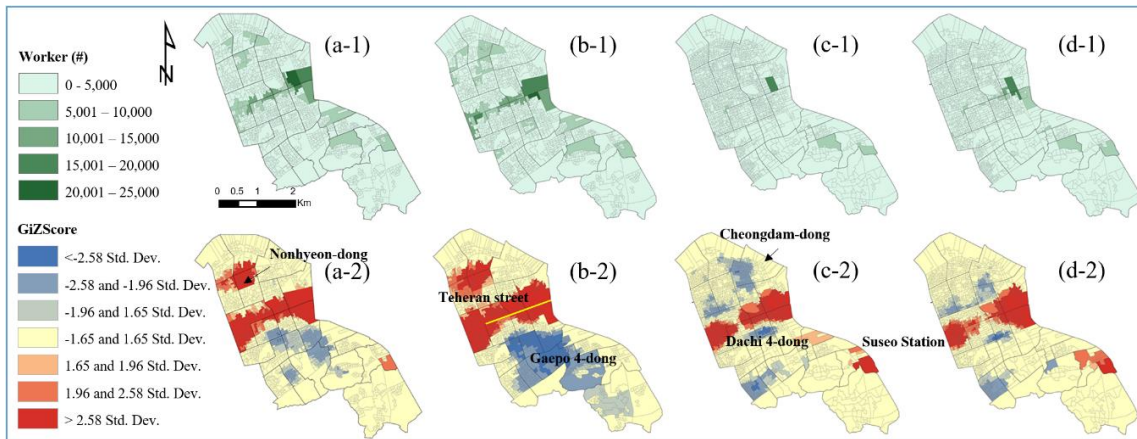 (a-1)
(b-1)
(c-1)
(d-1)
N
Worker (#)
0 - 5,000
5,001 – 10,000
10,001 – 15,000
15,001 – 20,000
20,001 – 25,000
0 0.5 1 2
Km
GiZScore
<-2.58 Std. Dev.
-2.58 and -1.96 Std. Dev.
-1.96 and 1.65 Std. Dev.
-1.65 and 1.65 Std. Dev.
1.65 and 1.96 Std. Dev.
1.96 and 2.58 Std. Dev.
> 2.58 Std. Dev.
Nonhyeon-dong
(a-2)
(b-2)
Teheran street
Gaepo 4-dong
Cheongdam-dong
(c-2)
Dachi 4-dong
Suseo Station
(d-2)